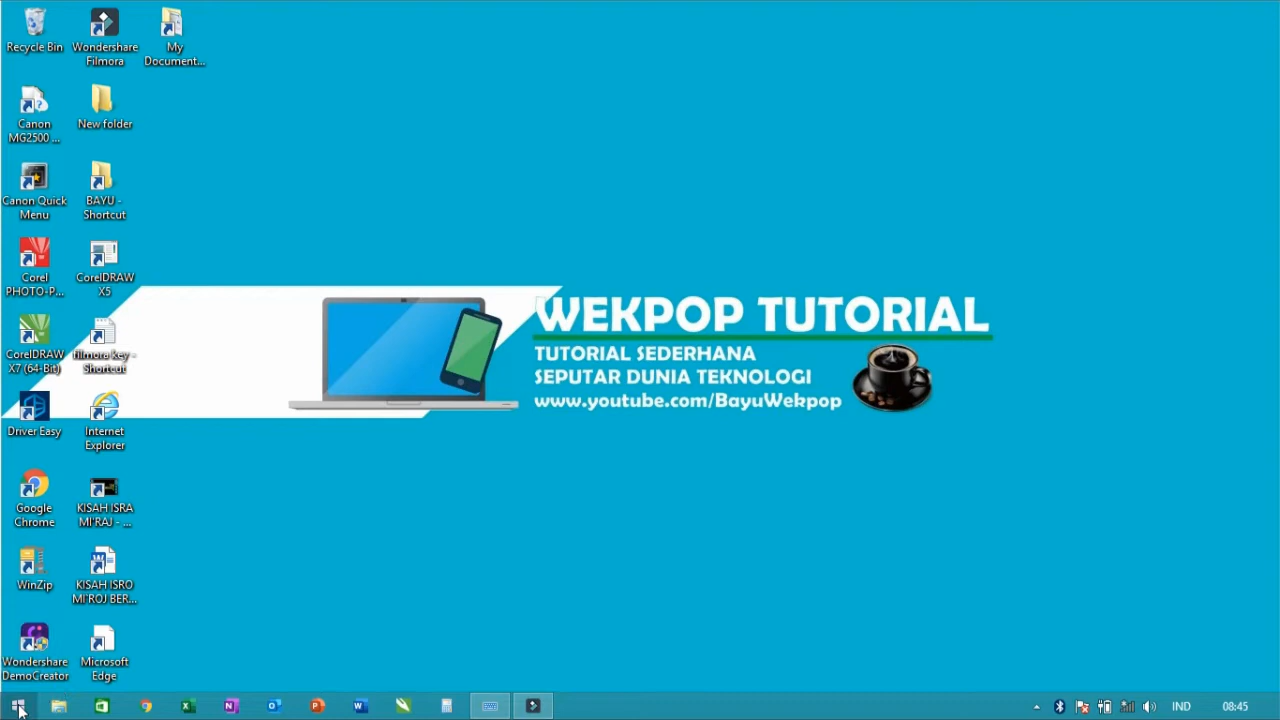 Recycle Bin
Wondershare
Filmora
My
Document...
Canon
MG2500 ...
New folder
Canon Quick
Menu
BAYU -
Shortcut
Corel
PHOTO-P...
CorelDRAW
X5
CorelDRAW
X7 (64-Bit)
filmora key -
Shortcut
Driver Easy
Internet
Explorer
Google
Chrome
KISAH ISRA
MI'RAJ - ...
WinZip
KISAH ISRO
MI'ROJ BER...
Wondershare
DemoCreator
Microsoft
Edge
WEKPOP TUTORIAL
TUTORIAL SEDERHANA
SEPUTAR DUNIA TEKNOLOGI
www.youtube.com/BayuWekpop
IND
08:45